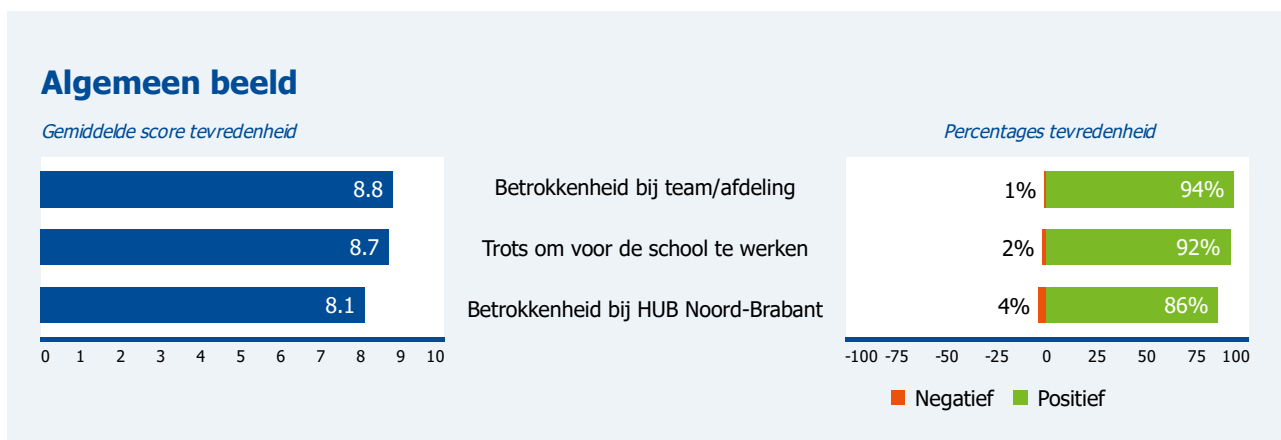 Algemeen beeld
Gemiddelde score tevredenheid
Percentages tevredenheid
8.8
Betrokkenheid bij team/afdeling
1%
94%
8.7
Trots om voor de school te werken
2%
92%
8.1
Betrokkenheid bij HUB Noord-Brabant
4%
86%
0 1 2 3 4 5 6 7 8 9 10
-100 -75 -50 -25 0 25 50 75 100
Negatief Positief